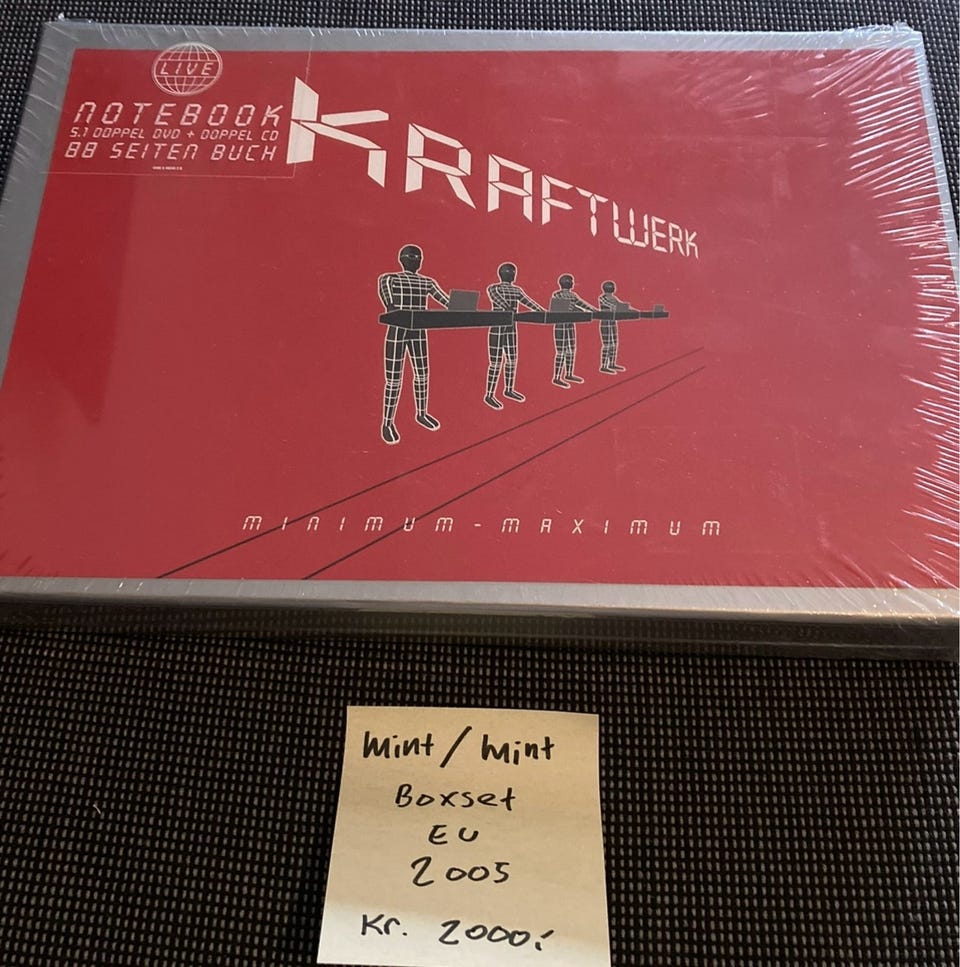 LIVE
NOTEBOOK
5.1 DOPPEL DVD + DOPPEL CD
88 SEITEN BUCH
KRAFTWERK
MINIMUM-MAXIMUM
Mint / Mint
Boxset
EU
2005
Kr. 2000: